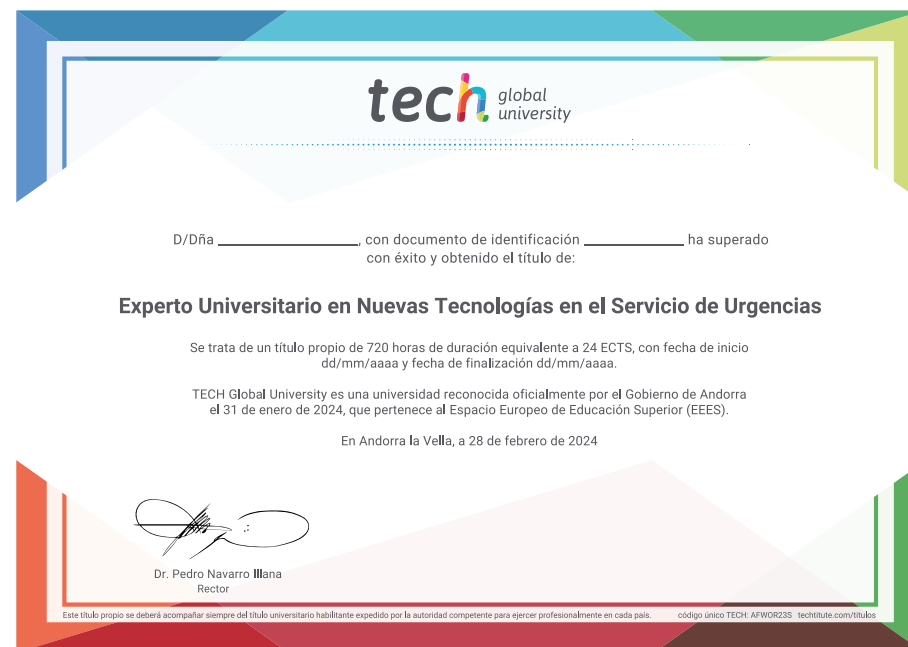 tech global
university
D/Dña ____________________, con documento de identificación ______________ ha superado
con éxito y obtenido el título de:
Experto Universitario en Nuevas Tecnologías en el Servicio de Urgencias
Se trata de un título propio de 720 horas de duración equivalente a 24 ECTS, con fecha de inicio
dd/mm/aaaa y fecha de finalización dd/mm/aaaa.
TECH Global University es una universidad reconocida oficialmente por el Gobierno de Andorra
el 31 de enero de 2024, que pertenece al Espacio Europeo de Educación Superior (EEES).
En Andorra la Vella, a 28 de febrero de 2024
Dr. Pedro Navarro Illana
Rector
Este título propio se deberá acompañar siempre del título universitario habilitante expedido por la autoridad competente para ejercer profesionalmente en cada país. código único TECH: AFWOR23S techtitute.com/titulos